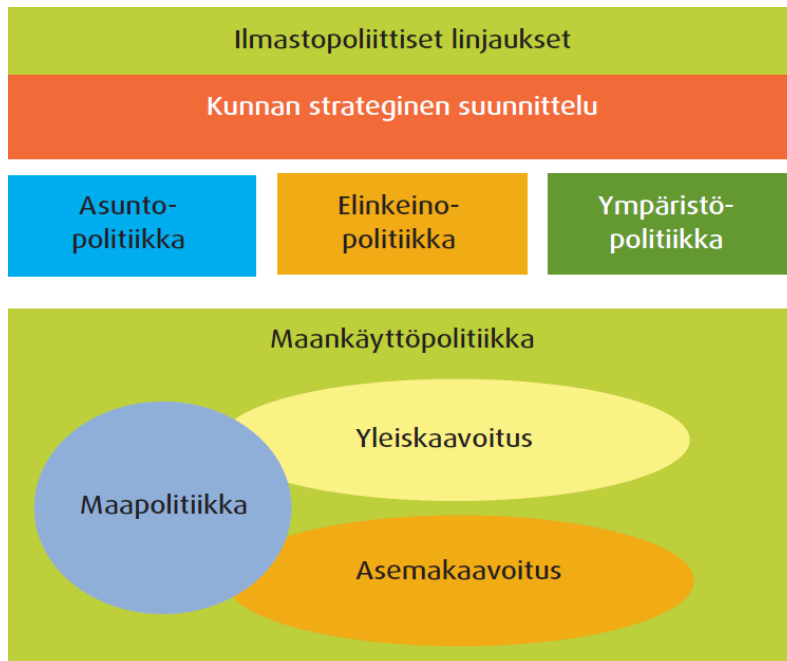 Ilmastopoliittiset linjaukset
Kunnan strateginen suunnittelu
Asunto-
politiikka
Elinkeino-
politiikka
Ympäristö-
politiikka
Maankäyttöpolitiikka
Yleiskaavoitus
Maapolitiikka
Asemakaavoitus